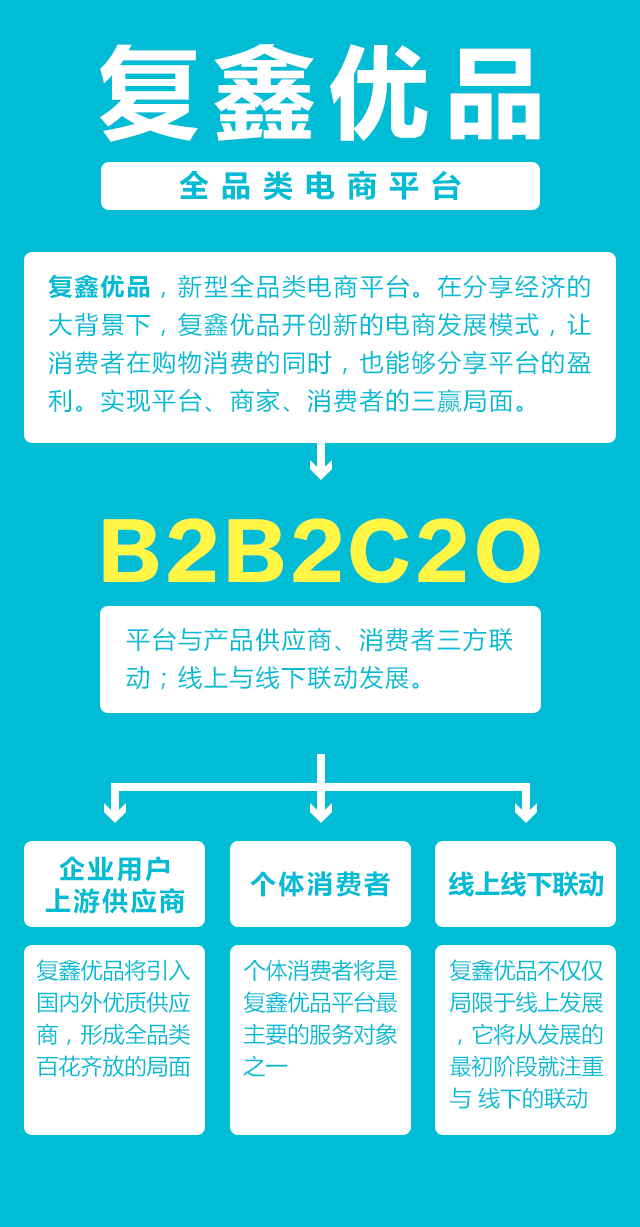 复鑫优品
全品类电商平台
复鑫优品，新型全品类电商平台。在分享经济的
大背景下，复鑫优品开创新的电商发展模式，让
消费者在购物消费的同时，也能够分享平台的盈
利。实现平台、商家、消费者的三赢局面。
B2B2C2O
平台与产品供应商、消费者三方联
动；线上与线下联动发展。
企业用户
上游供应商
复鑫优品将引入
国内外优质供应
商，形成全品类
百花齐放的局面
个体消费者
个体消费者将是
复鑫优品平台最
主要的服务对象
之一
线上线下联动
复鑫优品不仅仅
局限于线上发展
，它将从发展的
最初阶段就注重
与 线下的联动